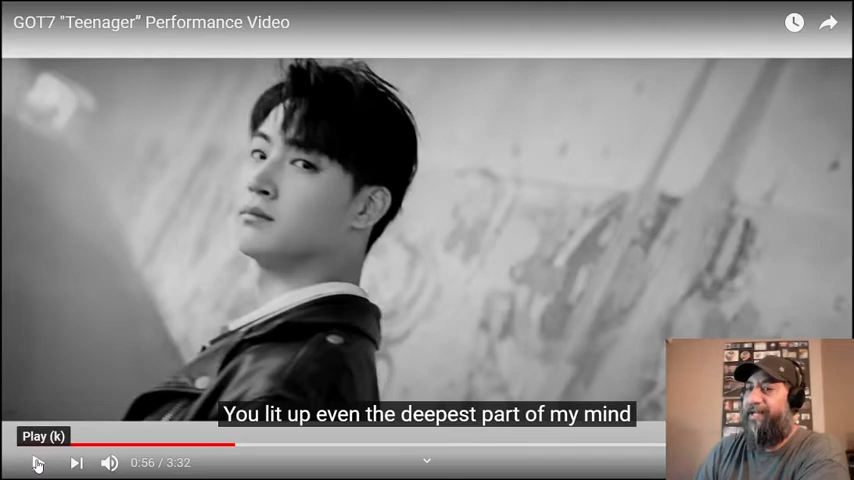 GOT7 "Teenager” Performance Video
You lit up even the deepest part of my mind
Play (k)
0:56 / 3:32